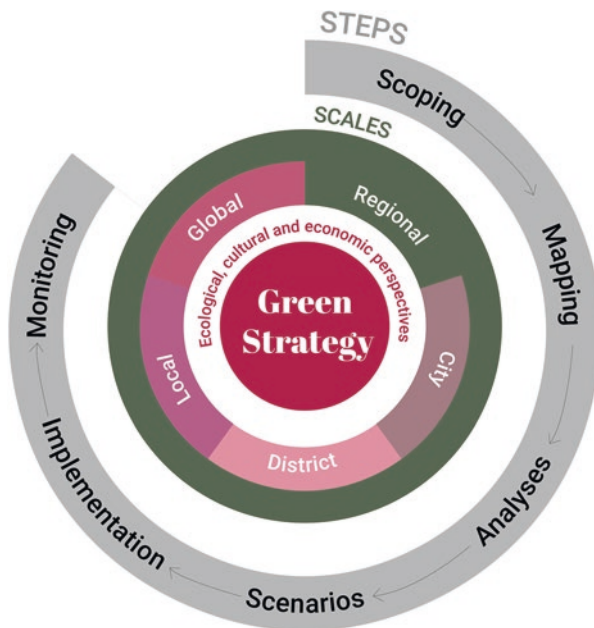 STEPS
Scoping
Mapping
Analyses
Scenarios
Implementation
Monitoring
SCALES
Global
Regional
City
District
Local
Ecological, cultural and economic perspectives
Green
Strategy